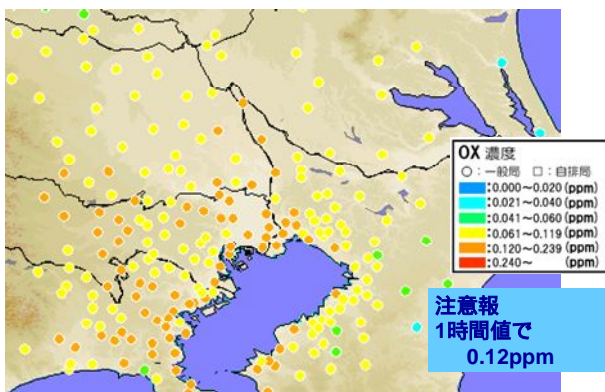 OX 濃度
○：一般局 □：自排局
:0.000～0.020 (ppm)
:0.021～0.040 (ppm)
:0.041～0.060 (ppm)
:0.061～0.119 (ppm)
:0.120～0.239 (ppm)
:0.240～ (ppm)
注意報
1時間値で
0.12ppm